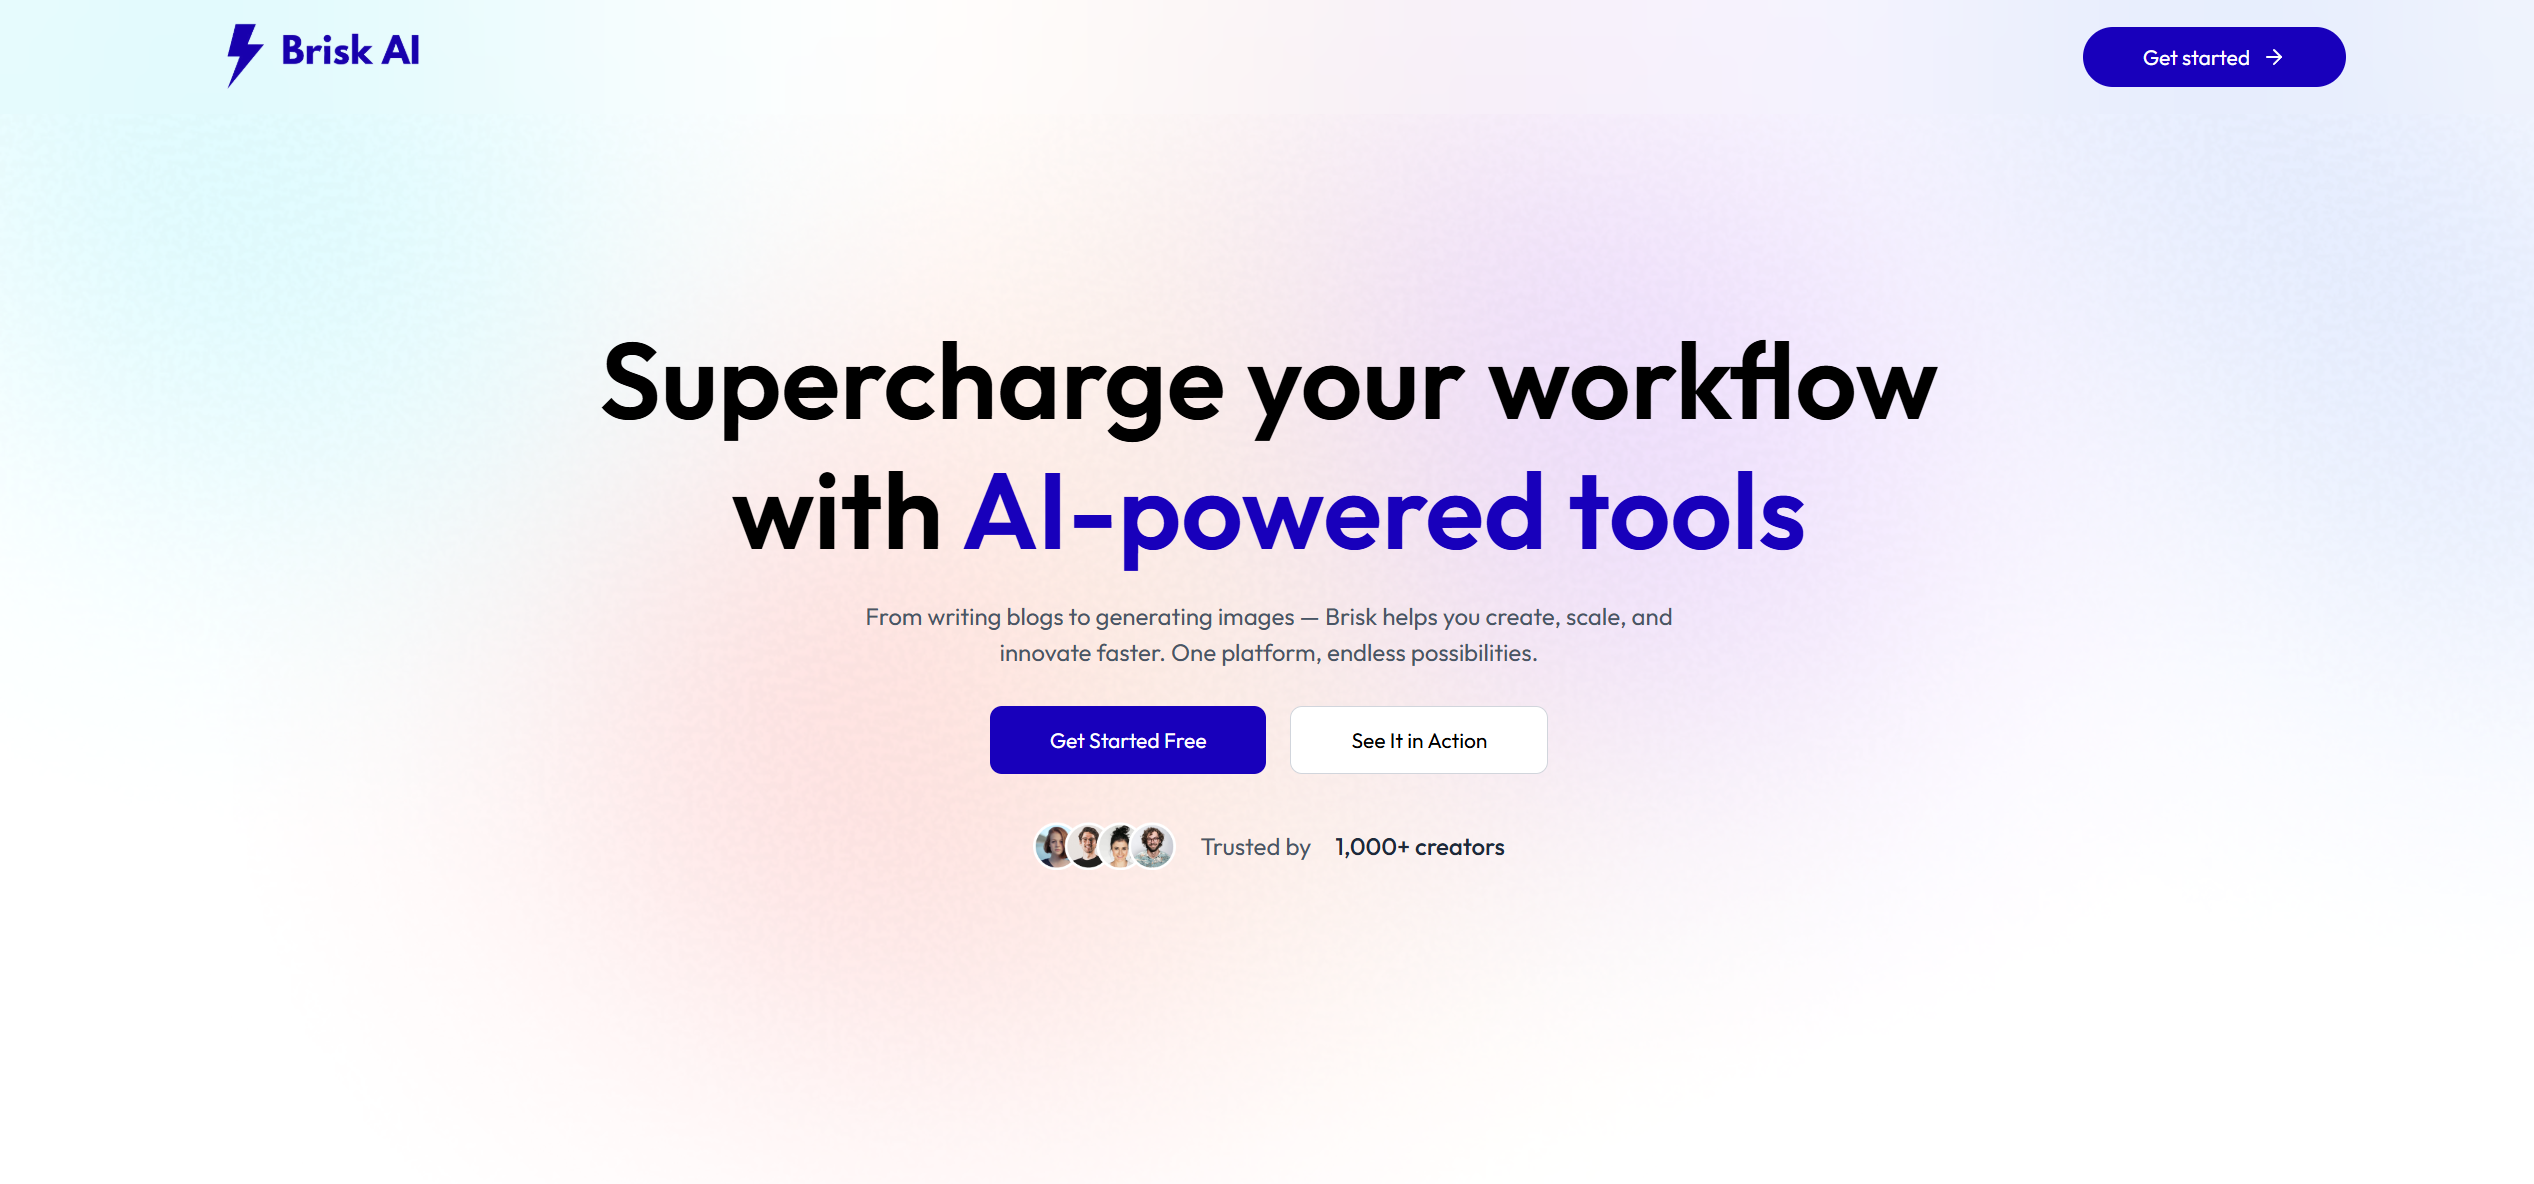 Brisk AI
Get started
Supercharge your workflow
with AI-powered tools
From writing blogs to generating images — Brisk helps you create, scale, and
innovate faster. One platform, endless possibilities.
Get Started Free
See It in Action
Trusted by 1,000+ creators